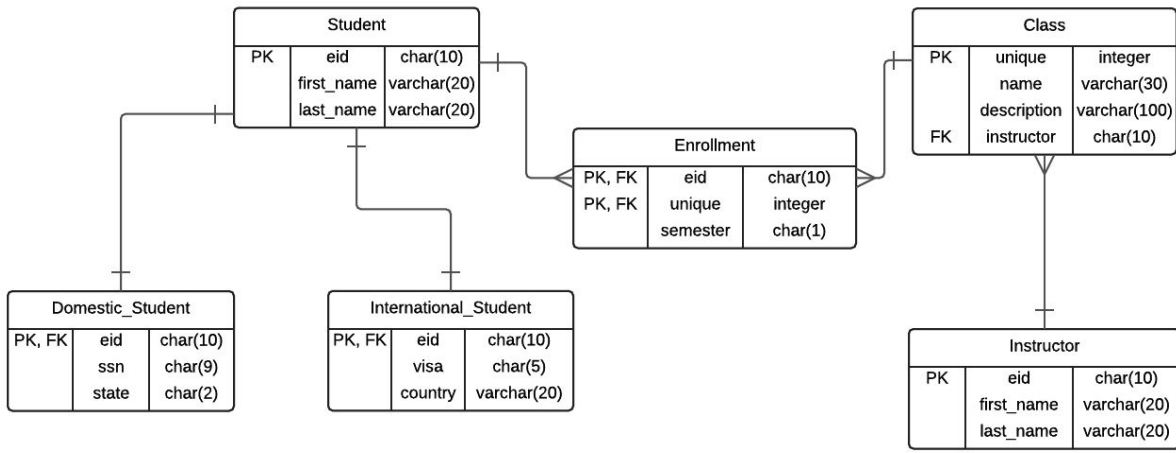 Student
PK eid char(10)
first_name varchar(20)
last_name varchar(20)
Class
PK unique integer
name varchar(30)
description varchar(100)
FK instructor char(10)
Enrollment
PK, FK eid char(10)
PK, FK unique integer
semester char(1)
Domestic_Student
PK, FK eid char(10)
ssn char(9)
state char(2)
International_Student
PK, FK eid char(10)
visa char(5)
country varchar(20)
Instructor
PK eid char(10)
first_name varchar(20)
last_name varchar(20)